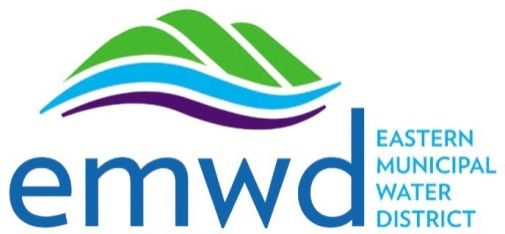 emwd
EASTERN
MUNICIPAL
WATER
DISTRICT